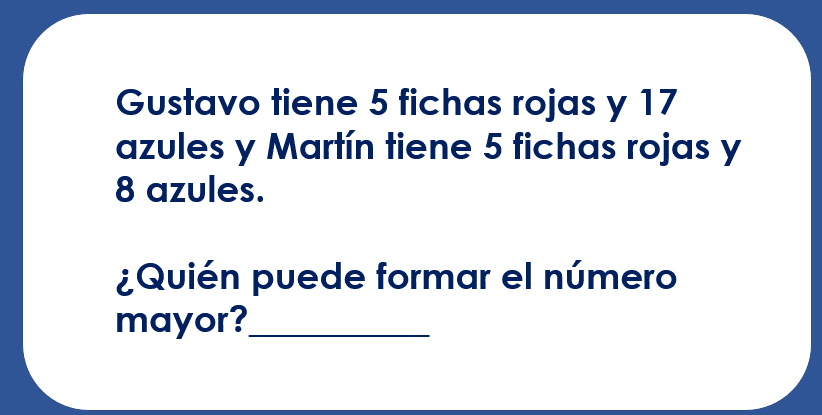 Gustavo tiene 5 fichas rojas y 17
azules y Martín tiene 5 fichas rojas y
8 azules.
¿Quién puede formar el número
mayor?__________